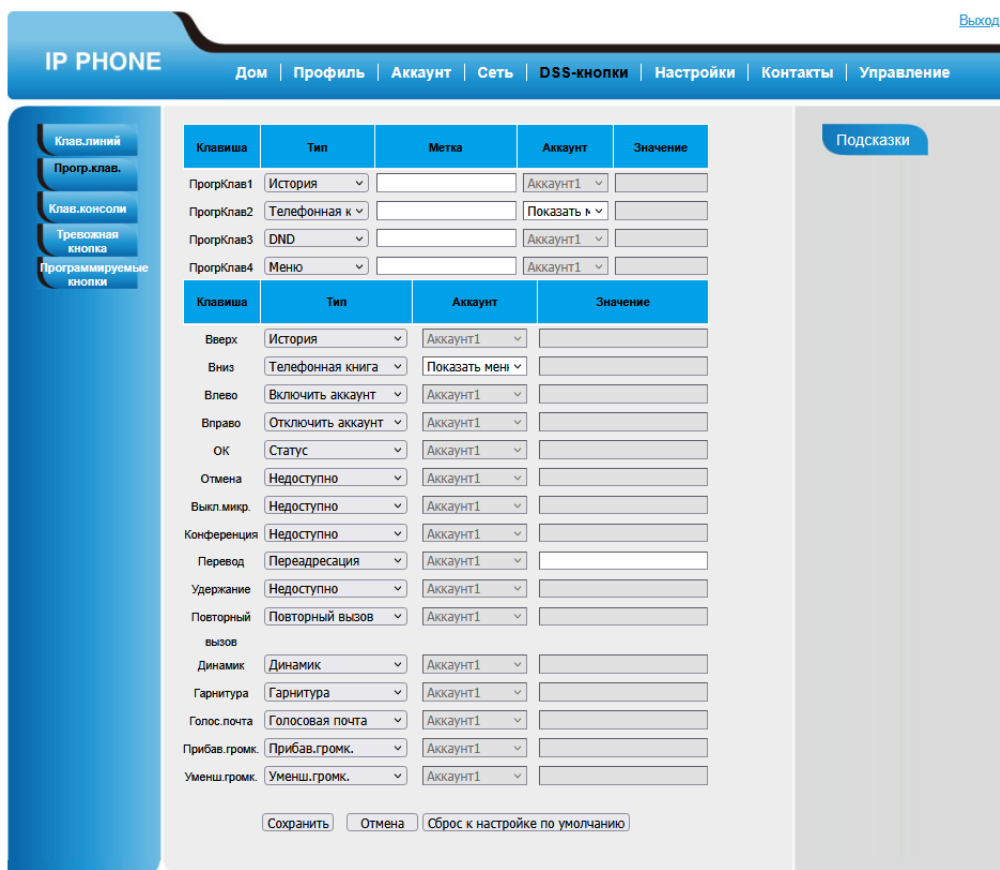 Выход
IP PHONE
Дом | Профиль | Аккаунт | Сеть | DSS-кнопки | Настройки | Контакты | Управление
Клав.линий
Прогр.клав.
Клав.консоли
Тревожная
кнопка
Программируемые
кнопки
Клавиша Тип Метка Аккаунт Значение
ПрогрКлав1 История Аккаунт1
ПрогрКлав2 Телефонная к Показать м
ПрогрКлав3 DND Аккаунт1
ПрогрКлав4 Меню Аккаунт1
Клавиша Тип Аккаунт Значение
Вверх История Аккаунт1
Вниз Телефонная книга Показать мен
Влево Включить аккаунт Аккаунт1
Вправо Отключить аккаунт Аккаунт1
ОК Статус Аккаунт1
Отмена Недоступно Аккаунт1
Выкл.микр. Недоступно Аккаунт1
Конференция Недоступно Аккаунт1
Перевод Переадресация Аккаунт1
Удержание Недоступно Аккаунт1
Повторный Повторный вызов Аккаунт1
вызов
Динамик Динамик Аккаунт1
Гарнитура Гарнитура Аккаунт1
Голос.почта Голосовая почта Аккаунт1
Прибав.громк. Прибав.громк. Аккаунт1
Уменш.громк. Уменш.громк. Аккаунт1
Сохранить Отмена Сброс к настройке по умолчанию
Подсказки